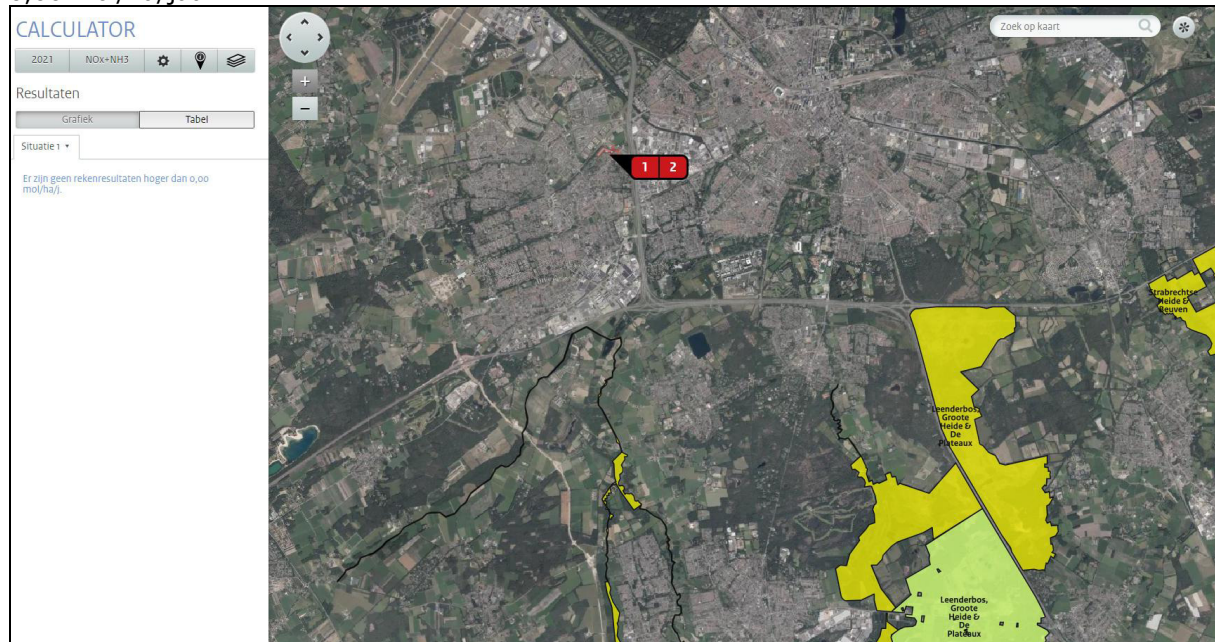 CALCULATOR
2021 NOx+NH3
Resultaten
Grafiek Tabel
Situatie 1
Er zijn geen rekenresultaten hoger dan 0,00
mol/ha/j.
Zoek op kaart
1 2
Strabrechtse
Heide &
Beuven
Leenderbos,
Groote
Heide &
De
Plateaux
Leenderbos,
Groote
Heide &
De
Plateaux